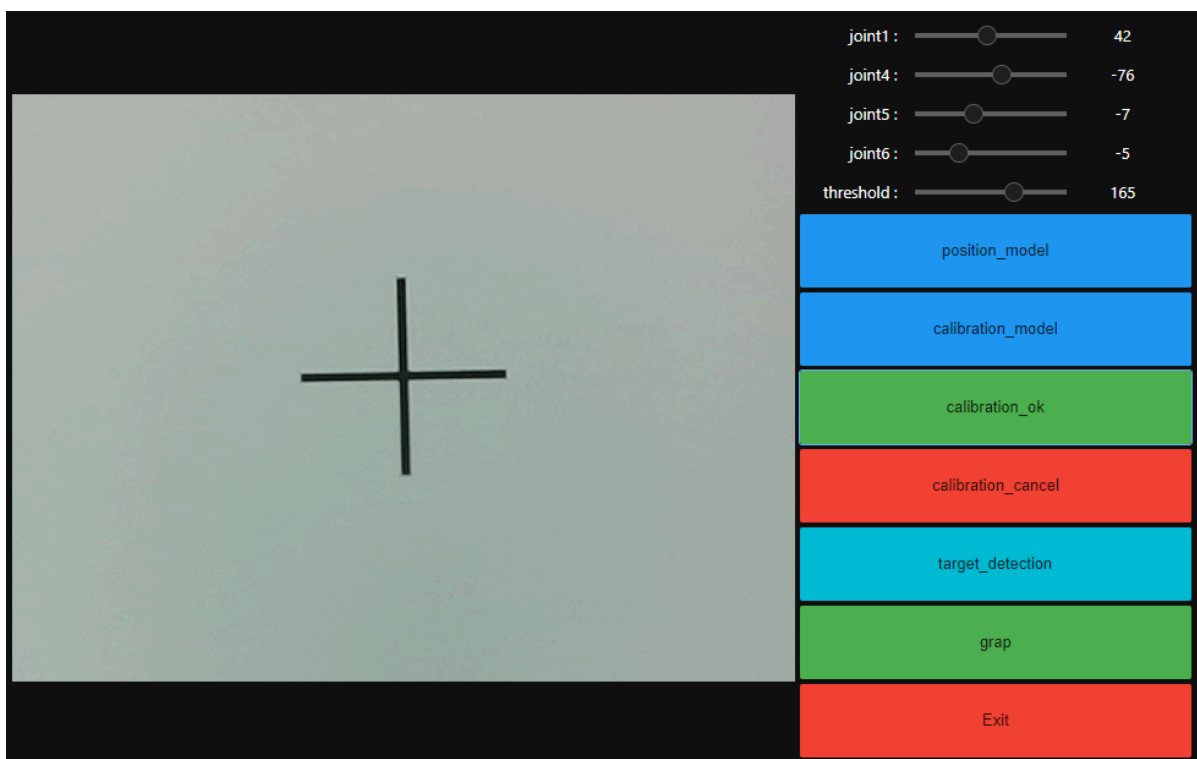 joint1 : 42
joint4 : -76
joint5 : -7
joint6 : -5
threshold : 165
position_model
calibration_model
calibration_ok
calibration_cancel
target_detection
grap
Exit